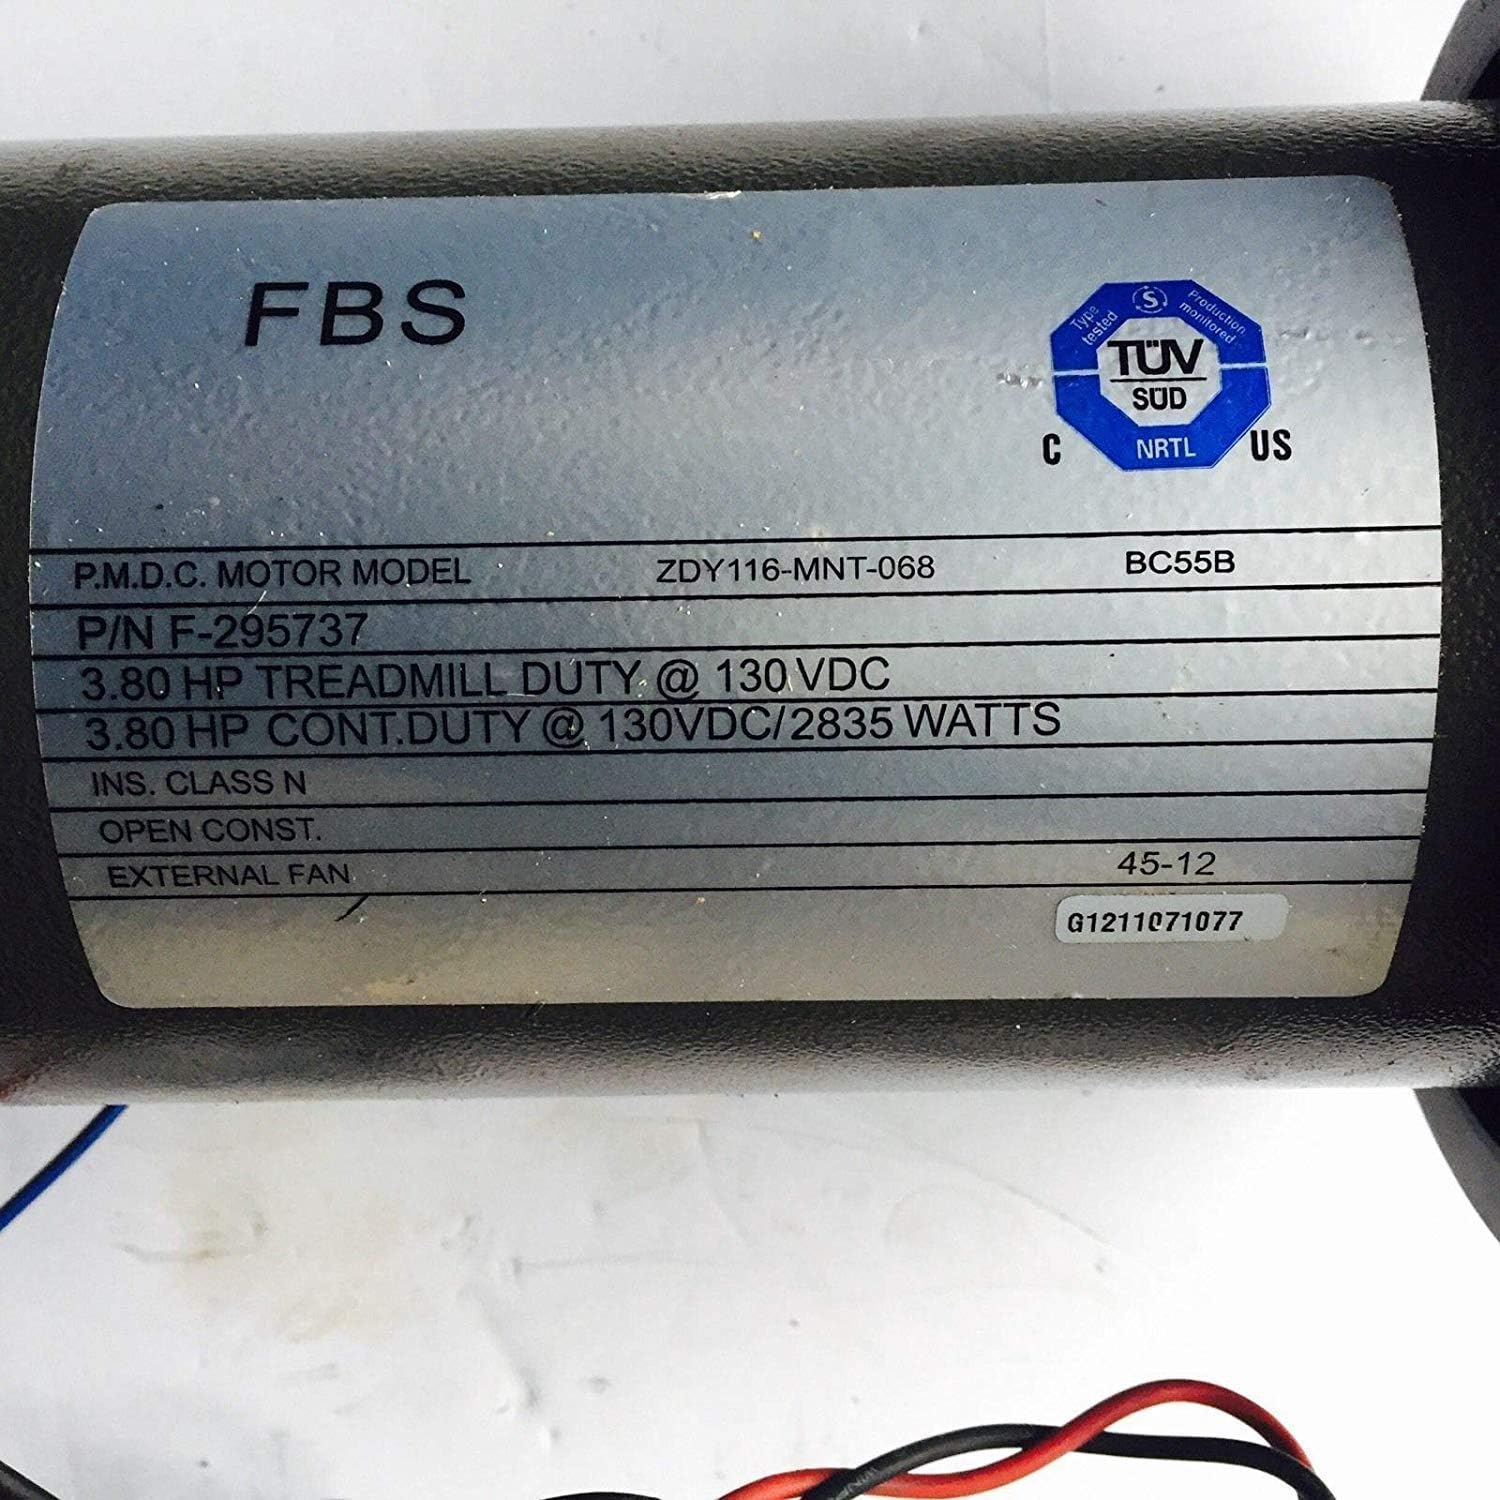 FBS
Type tested
S
Production monitored
TÜV
SÜD
C
NRTL
US
P.M.D.C. MOTOR MODEL ZDY116-MNT-068 BC55B
P/N F-295737
3.80 HP TREADMILL DUTY @ 130 VDC
3.80 HP CONT.DUTY @ 130VDC/2835 WATTS
INS. CLASS N
OPEN CONST.
EXTERNAL FAN 45-12
G1211071077